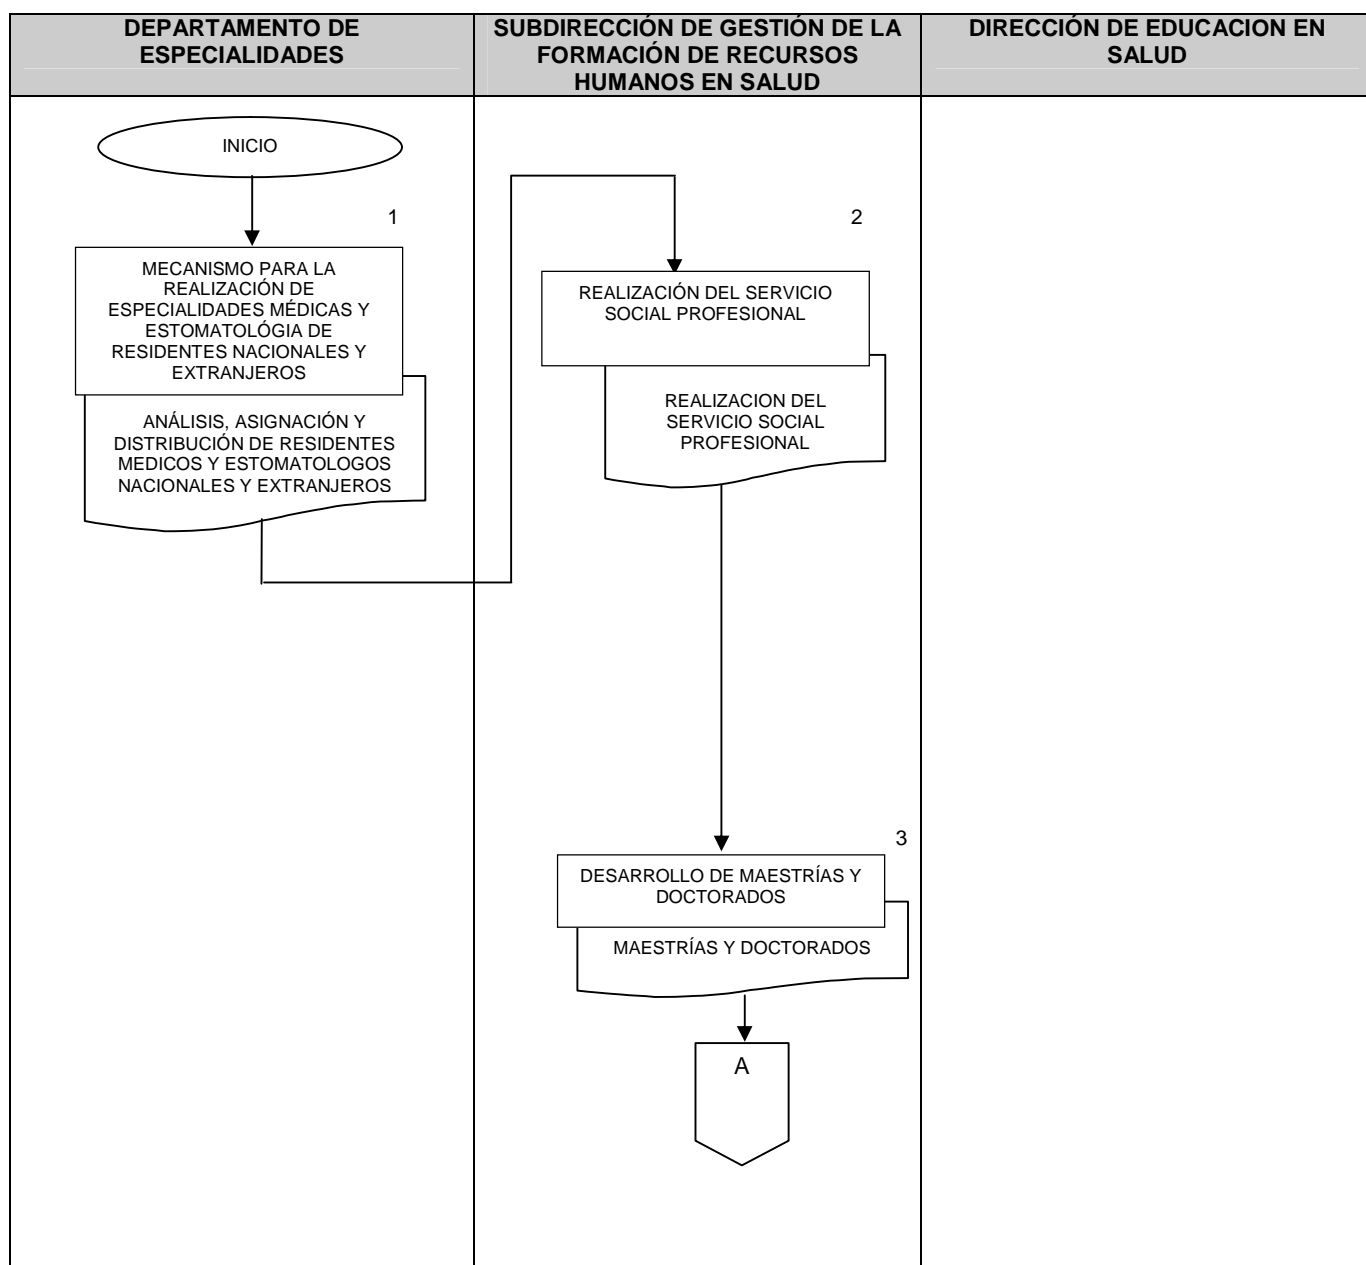 DEPARTAMENTO DE
ESPECIALIDADES
SUBDIRECCIÓN DE GESTIÓN DE LA
FORMACIÓN DE RECURSOS
HUMANOS EN SALUD
DIRECCIÓN DE EDUCACION EN
SALUD
INICIO
1
MECANISMO PARA LA
REALIZACIÓN DE
ESPECIALIDADES MÉDICAS Y
ESTOMATOLÓGIA DE
RESIDENTES NACIONALES Y
EXTRANJEROS
ANÁLISIS, ASIGNACIÓN Y
DISTRIBUCIÓN DE RESIDENTES
MEDICOS Y ESTOMATOLOGOS
NACIONALES Y EXTRANJEROS
2
REALIZACIÓN DEL SERVICIO
SOCIAL PROFESIONAL
REALIZACION DEL
SERVICIO SOCIAL
PROFESIONAL
3
DESARROLLO DE MAESTRÍAS Y
DOCTORADOS
MAESTRÍAS Y DOCTORADOS
A